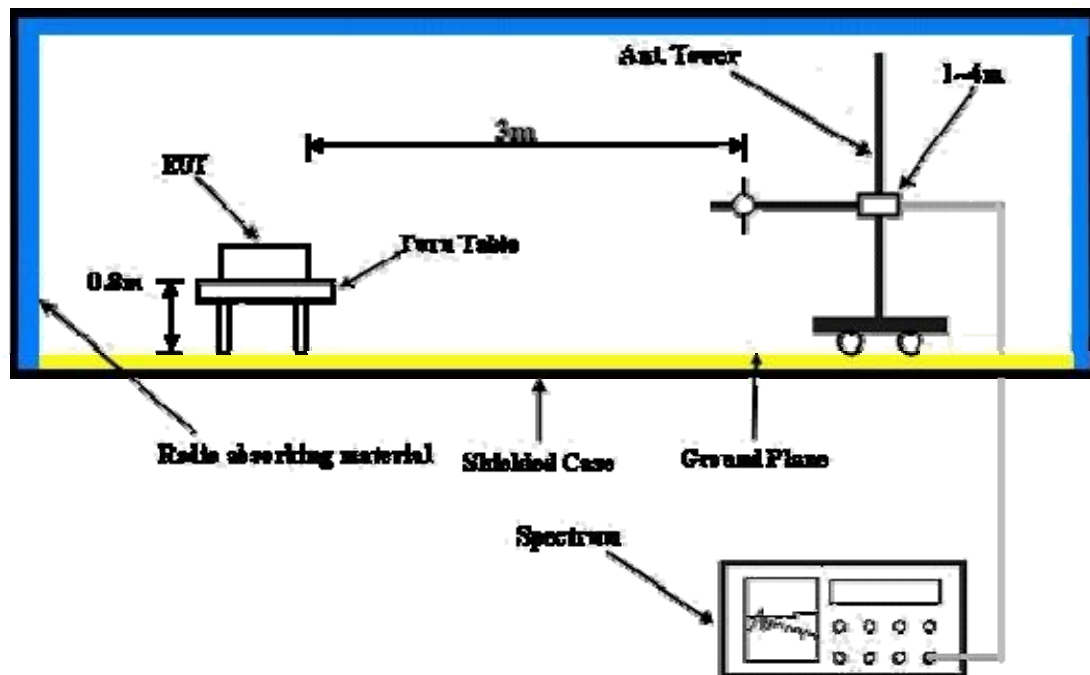 Ant. Tower
1-4m
3m
EUT
Turn Table
0.8m
Radio absorbing material
Shielded Case
Ground Plane
Spectrum